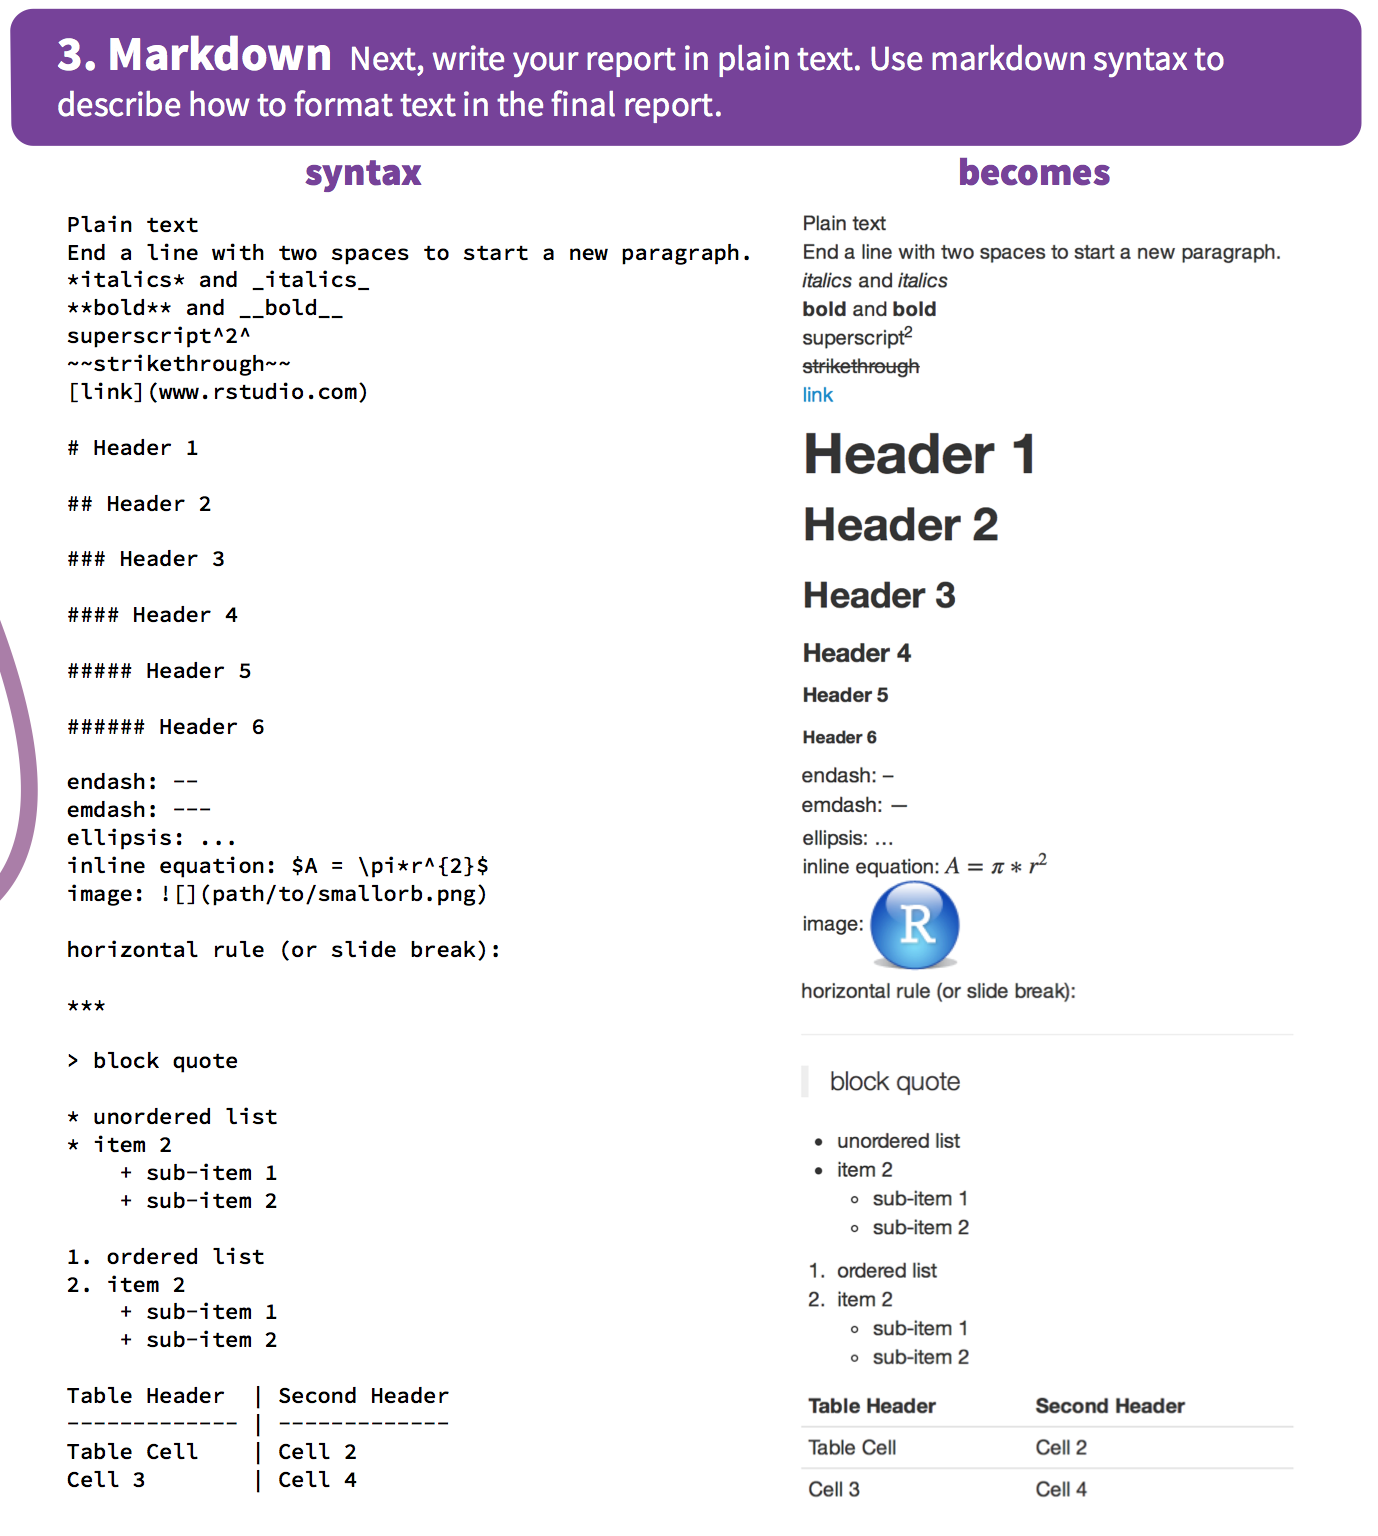 3. Markdown Next, write your report in plain text. Use markdown syntax to
describe how to format text in the final report.
syntax
Plain text
End a line with two spaces to start a new paragraph.
*italics* and _italics_
**bold** and __bold__
superscript^2^
~~strikethrough~~
[link](www.rstudio.com)
# Header 1
## Header 2
### Header 3
#### Header 4
##### Header 5
###### Header 6
endash: --
emdash: ---
ellipsis: ...
inline equation: $A = \pi*r^{2}$
image: ![](path/to/smallorb.png)
horizontal rule (or slide break):
***
> block quote
* unordered list
* item 2
    + sub-item 1
    + sub-item 2
1. ordered list
2. item 2
    + sub-item 1
    + sub-item 2
Table Header  | Second Header
------------- | -------------
Table Cell    | Cell 2
Cell 3        | Cell 4
becomes
Plain text
End a line with two spaces to start a new paragraph.
italics and italics
bold and bold
superscript²
strikethrough
link
Header 1
Header 2
Header 3
Header 4
Header 5
Header 6
endash: –
emdash: —
ellipsis: …
inline equation: A = π * r²
image: R
horizontal rule (or slide break):
block quote
• unordered list
• item 2
◦ sub-item 1
◦ sub-item 2
1. ordered list
2. item 2
◦ sub-item 1
◦ sub-item 2
Table Header Second Header
Table Cell Cell 2
Cell 3 Cell 4